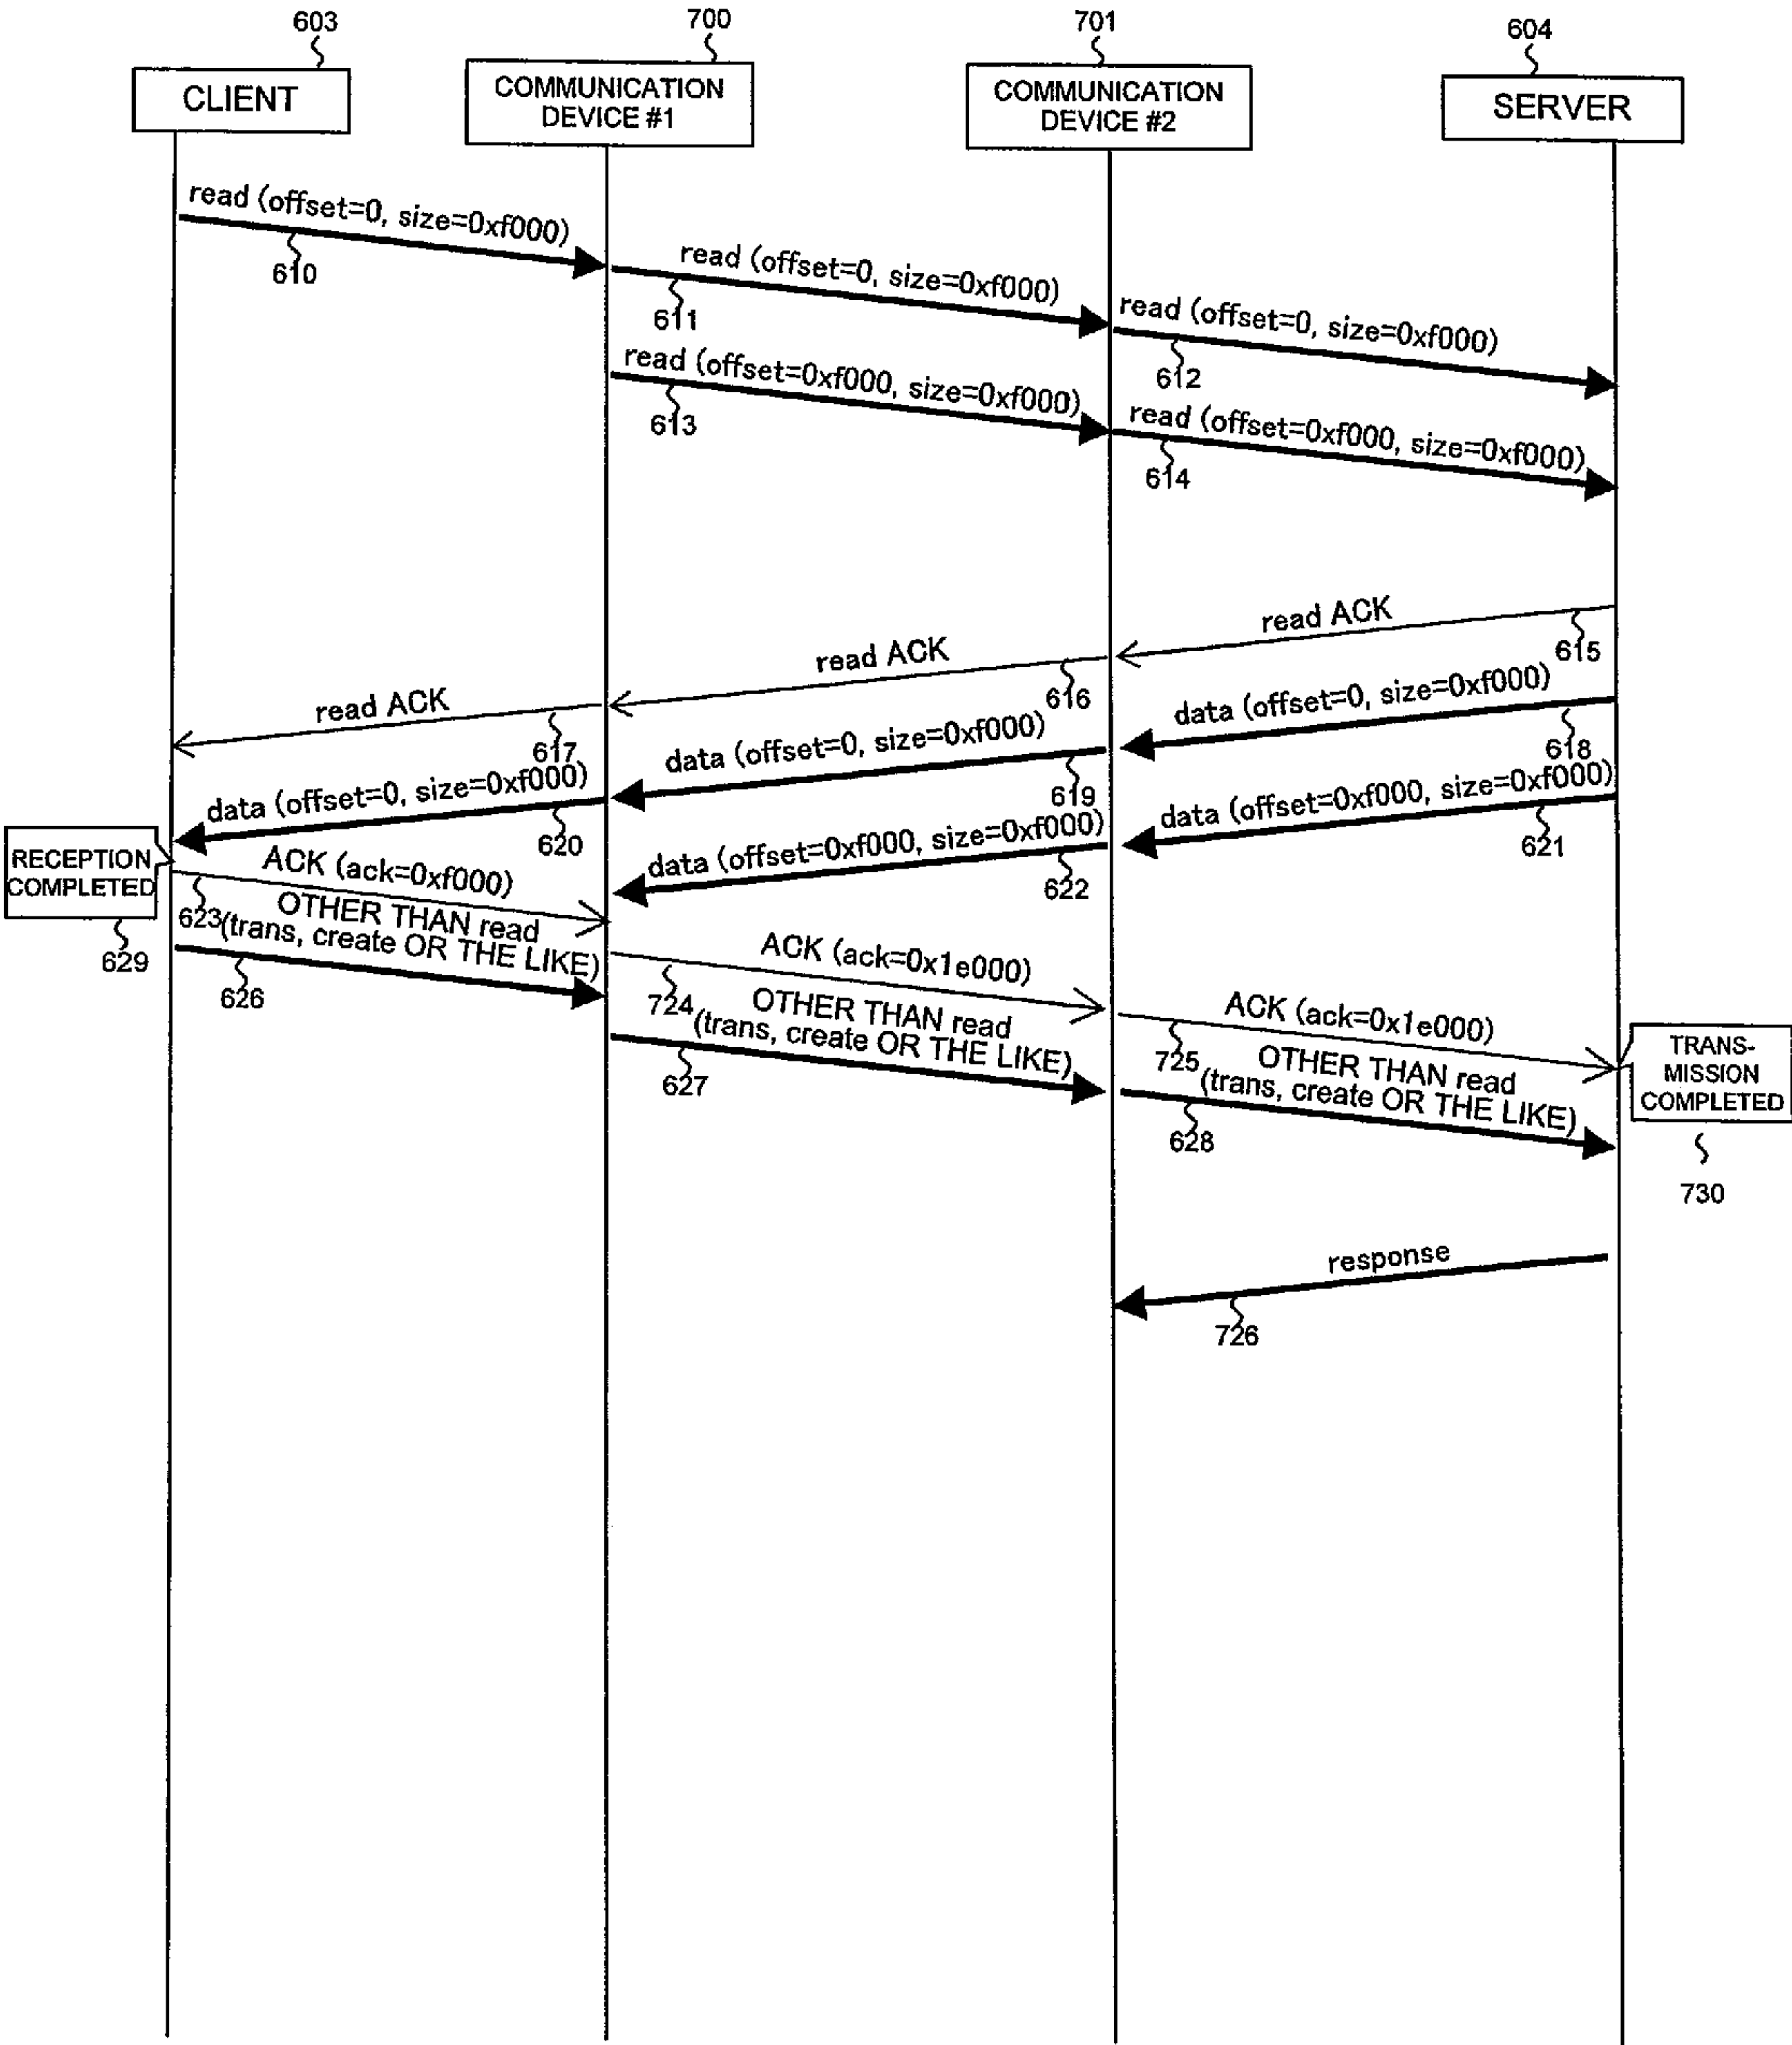 603
700
701
604
CLIENT
COMMUNICATION
DEVICE #1
COMMUNICATION
DEVICE #2
SERVER
read (offset=0, size=0xf000)
610
read (offset=0, size=0xf000)
611
read (offset=0, size=0xf000)
612
read (offset=0xf000, size=0xf000)
613
read (offset=0xf000, size=0xf000)
614
read ACK
615
read ACK
616
read ACK
617
data (offset=0, size=0xf000)
618
data (offset=0, size=0xf000)
619
data (offset=0, size=0xf000)
620
data (offset=0xf000, size=0xf000)
621
data (offset=0xf000, size=0xf000)
622
RECEPTION
COMPLETED
629
ACK (ack=0xf000)
623
OTHER THAN read
(trans, create OR THE LIKE)
626
ACK (ack=0x1e000)
724
OTHER THAN read
(trans, create OR THE LIKE)
627
ACK (ack=0x1e000)
725
OTHER THAN read
(trans, create OR THE LIKE)
628
TRANS-
MISSION
COMPLETED
730
response
726